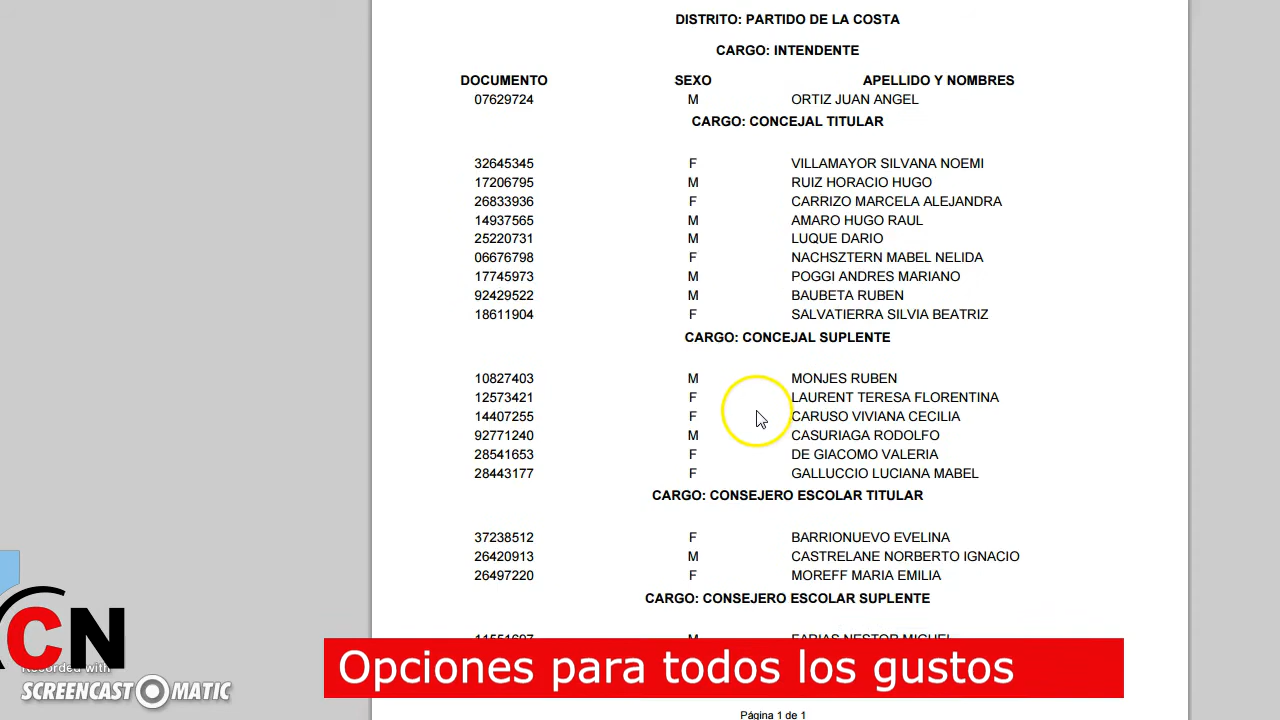 DISTRITO: PARTIDO DE LA COSTA
CARGO: INTENDENTE
DOCUMENTO SEXO APELLIDO Y NOMBRES
07629724 M ORTIZ JUAN ANGEL
CARGO: CONCEJAL TITULAR
32645345 F VILLAMAYOR SILVANA NOEMI
17206795 M RUIZ HORACIO HUGO
26833936 F CARRIZO MARCELA ALEJANDRA
14937565 M AMARO HUGO RAUL
25220731 M LUQUE DARIO
06676798 F NACHSZTERN MABEL NELIDA
17745973 M POGGI ANDRES MARIANO
92429522 M BAUBETA RUBEN
18611904 F SALVATIERRA SILVIA BEATRIZ
CARGO: CONCEJAL SUPLENTE
10827403 M MONJES RUBEN
12573421 F LAURENT TERESA FLORENTINA
14407255 F CARUSO VIVIANA CECILIA
92771240 M CASURIAGA RODOLFO
28541653 F DE GIACOMO VALERIA
28443177 F GALLUCCIO LUCIANA MABEL
CARGO: CONSEJERO ESCOLAR TITULAR
37238512 F BARRIONUEVO EVELINA
26420913 M CASTRELANE NORBERTO IGNACIO
26497220 F MOREFF MARIA EMILIA
CARGO: CONSEJERO ESCOLAR SUPLENTE
M FARIAS NESTOR MIGUEL
CN
Recorded with
SCREENCAST MATIC
Opciones para todos los gustos
Página 1 de 1